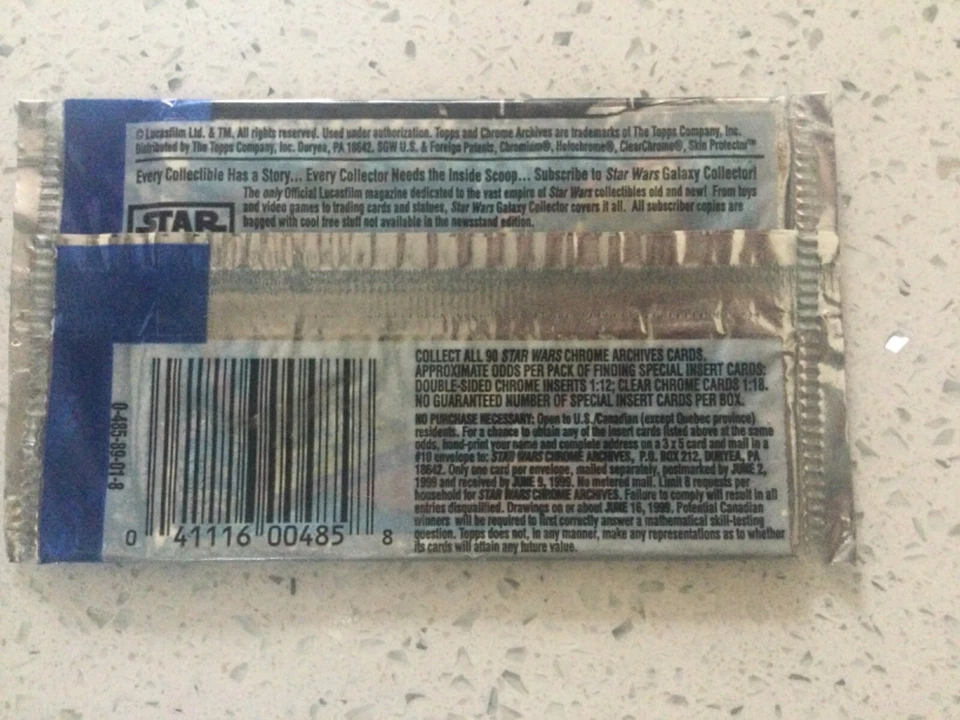 © Lucasfilm Ltd. & TM. All rights reserved. Used under authorization. Topps and Chrome Archives are trademarks of The Topps Company, Inc.
Distributed by The Topps Company, Inc. Duryea, PA 18642. SGW U.S. & Foreign Patents, Chromium®, Holochrome®, ClearChrome®, Skin Protector™
Every Collectible Has a Story... Every Collector Needs the Inside Scoop... Subscribe to Star Wars Galaxy Collector!
The only Official Lucasfilm magazine dedicated to the vast empire of Star Wars collectibles old and new! From toys
and video games to trading cards and statues, Star Wars Galaxy Collector covers it all. All subscriber copies are
bagged with cool free stuff not available in the newsstand edition.
STAR
COLLECT ALL 90 STAR WARS CHROME ARCHIVES CARDS.
APPROXIMATE ODDS PER PACK OF FINDING SPECIAL INSERT CARDS:
DOUBLE-SIDED CHROME INSERTS 1:12; CLEAR CHROME CARDS 1:18.
NO GUARANTEED NUMBER OF SPECIAL INSERT CARDS PER BOX.
NO PURCHASE NECESSARY: Open to U.S./Canadian (except Quebec province)
residents. For a chance to obtain any of the insert cards listed above at the same
odds, hand-print your name and complete address on a 3 x 5 card and mail in a
#10 envelope to: STAR WARS CHROME ARCHIVES, P.O. BOX 212, DURYEA, PA
18642. Only one card per envelope, mailed separately, postmarked by JUNE 2,
1999 and received by JUNE 9, 1999. No metered mail. Limit 8 requests per
household for STAR WARS CHROME ARCHIVES. Failure to comply will result in all
entries disqualified. Drawings on or about JUNE 16, 1999. Potential Canadian
winners will be required to first correctly answer a mathematical skill-testing
question. Topps does not, in any manner, make any representations as to whether
its cards will attain any future value.
0-485-89-01-8
0 41116 00485 8